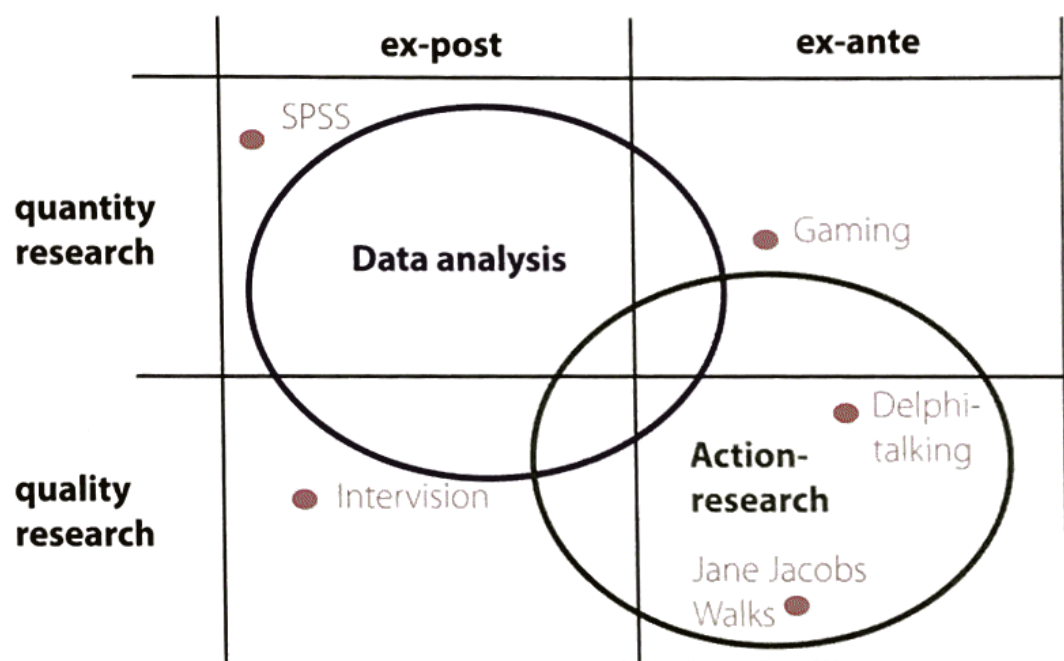 ex-post
ex-ante
SPSS
quantity
research
Data analysis
Gaming
quality
research
Intervision
Delphi-
talking
Action-
research
Jane Jacobs
Walks